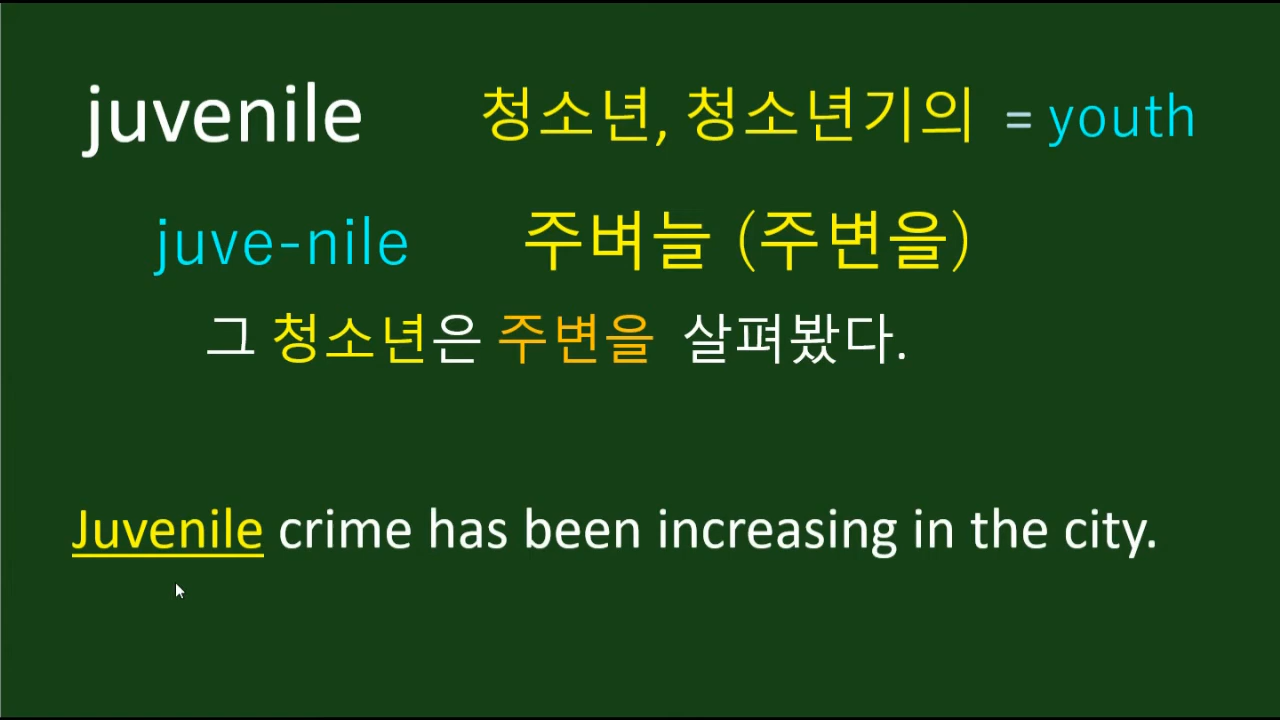 juvenile 청소년, 청소년기의 = youth
juve-nile 주벼늘 (주변을)
그 청소년은 주변을 살펴봤다.
Juvenile crime has been increasing in the city.